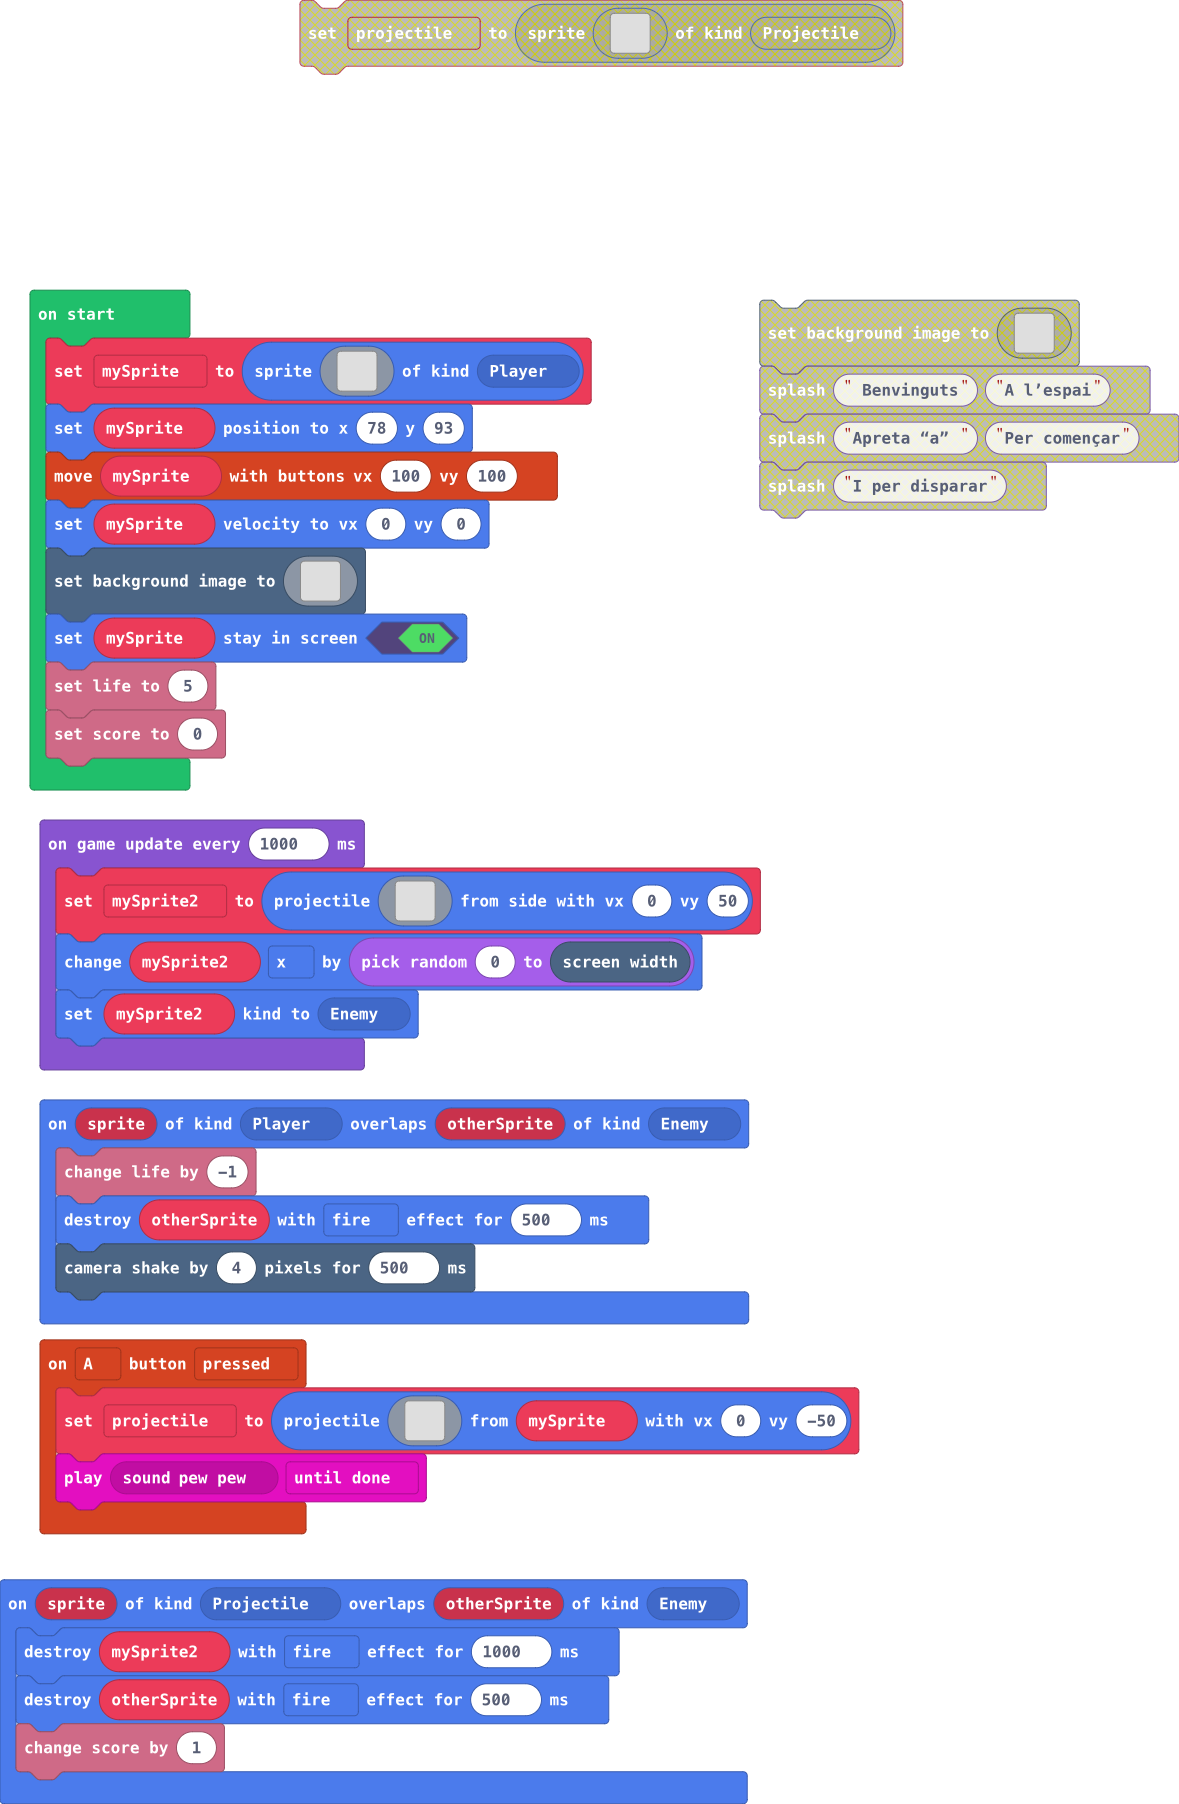 set projectile to sprite of kind Projectile
on start
set mySprite to sprite of kind Player
set mySprite position to x 78 y 93
move mySprite with buttons vx 100 vy 100
set mySprite velocity to vx 0 vy 0
set background image to
set mySprite stay in screen ON
set life to 5
set score to 0
set background image to
splash " Benvinguts" "A l’espai"
splash "Apreta “a” " "Per començar"
splash "I per disparar"
on game update every 1000 ms
set mySprite2 to projectile from side with vx 0 vy 50
change mySprite2 x by pick random 0 to screen width
set mySprite2 kind to Enemy
on sprite of kind Player overlaps otherSprite of kind Enemy
change life by −1
destroy otherSprite with fire effect for 500 ms
camera shake by 4 pixels for 500 ms
on A button pressed
set projectile to projectile from mySprite with vx 0 vy −50
play sound pew pew until done
on sprite of kind Projectile overlaps otherSprite of kind Enemy
destroy mySprite2 with fire effect for 1000 ms
destroy otherSprite with fire effect for 500 ms
change score by 1